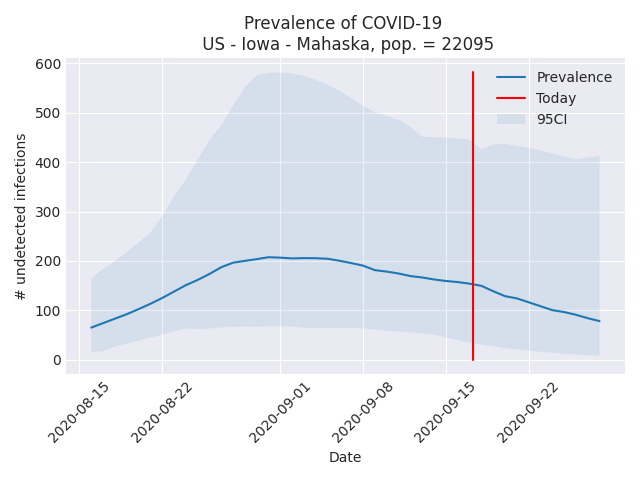 Prevalence of COVID-19
US - Iowa - Mahaska, pop. = 22095
Prevalence
Today
95CI
# undetected infections
600
500
400
300
200
100
0
2020-08-15
2020-08-22
2020-09-01
2020-09-08
2020-09-15
2020-09-22
Date